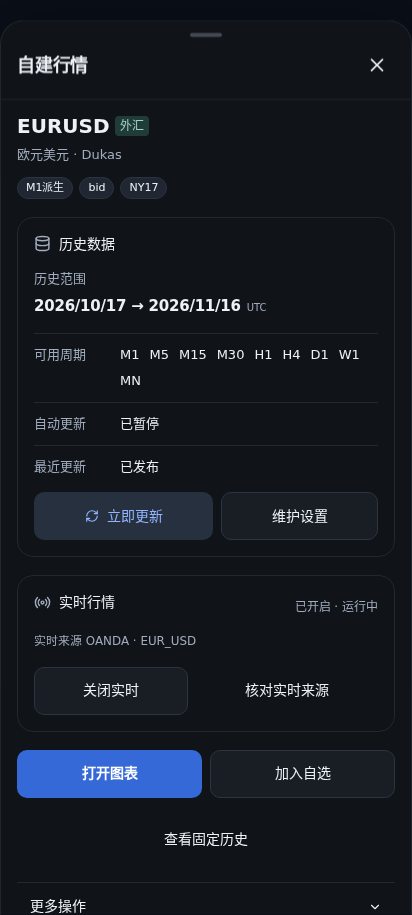 自建行情
EURUSD 外汇
欧元美元 · Dukas
M1派生 bid NY17
历史数据
历史范围
2026/10/17 → 2026/11/16 UTC
可用周期 M1 M5 M15 M30 H1 H4 D1 W1
MN
自动更新 已暂停
最近更新 已发布
立即更新 维护设置
实时行情 已开启 · 运行中
实时来源 OANDA · EUR_USD
关闭实时 核对实时来源
打开图表 加入自选
查看固定历史
更多操作